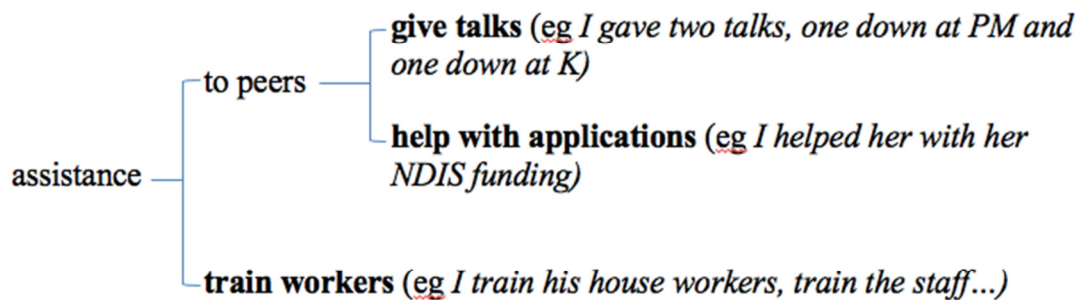 give talks (eg I gave two talks, one down at PM and
one down at K)
to peers
help with applications (eg I helped her with her
NDIS funding)
assistance
train workers (eg I train his house workers, train the staff...)